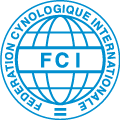 FEDERATION CYNOLOGIQUE INTERNATIONALE
FCI